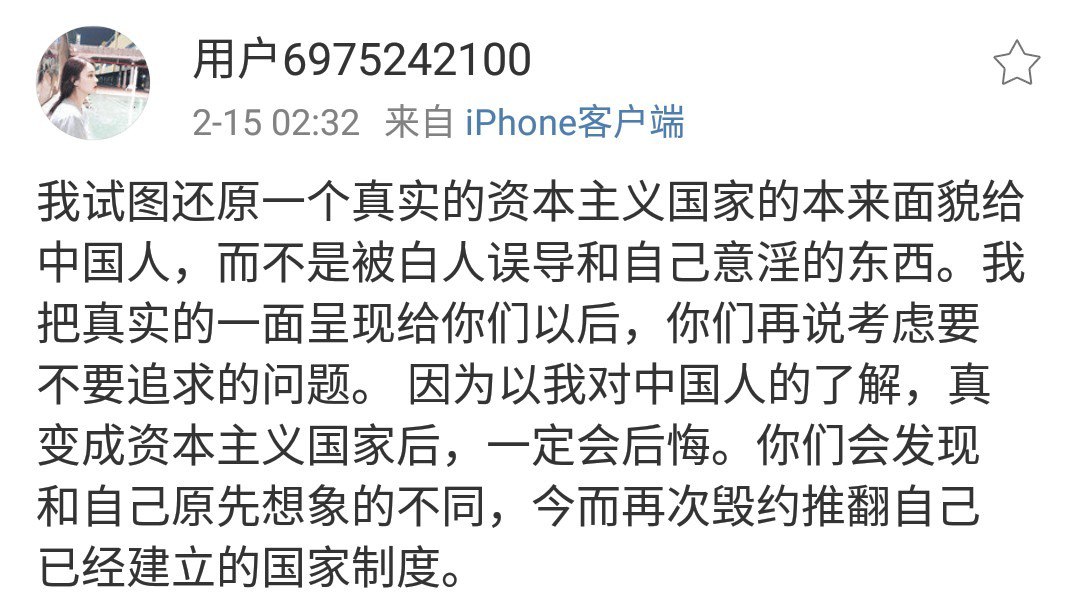 用户6975242100
2-15 02:32 来自 iPhone客户端
我试图还原一个真实的资本主义国家的本来面貌给
中国人，而不是被白人误导和自己意淫的东西。我
把真实的一面呈现给你们以后，你们再说考虑要
不要追求的问题。 因为以我对中国人的了解，真
变成资本主义国家后，一定会后悔。你们会发现
和自己原先想象的不同，今而再次毁约推翻自己
已经建立的国家制度。